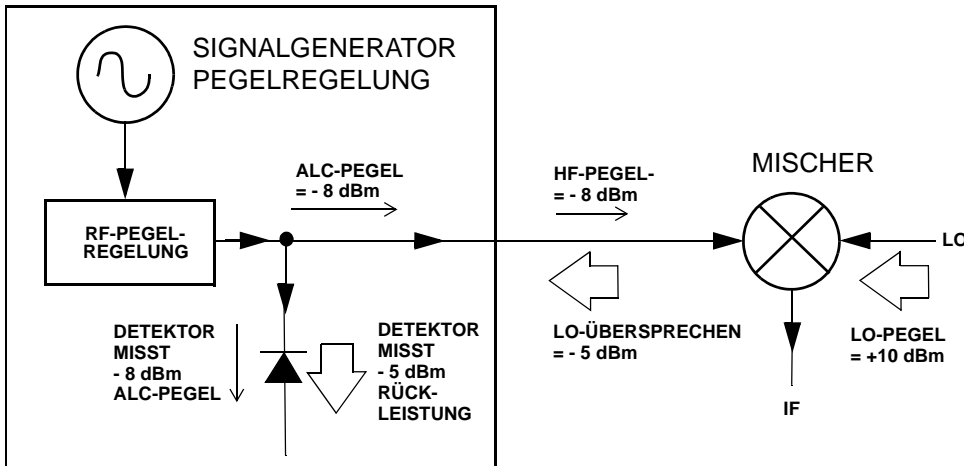 SIGNALGENERATOR
PEGELREGELUNG
ALC-PEGEL
= - 8 dBm
HF-PEGEL-
= - 8 dBm
MISCHER
RF-PEGEL-
REGELUNG
LO
DETEKTOR
MISST
- 8 dBm
ALC-PEGEL
DETEKTOR
MISST
- 5 dBm
RÜCK-
LEISTUNG
LO-ÜBERSPRECHEN
= - 5 dBm
LO-PEGEL
= +10 dBm
IF